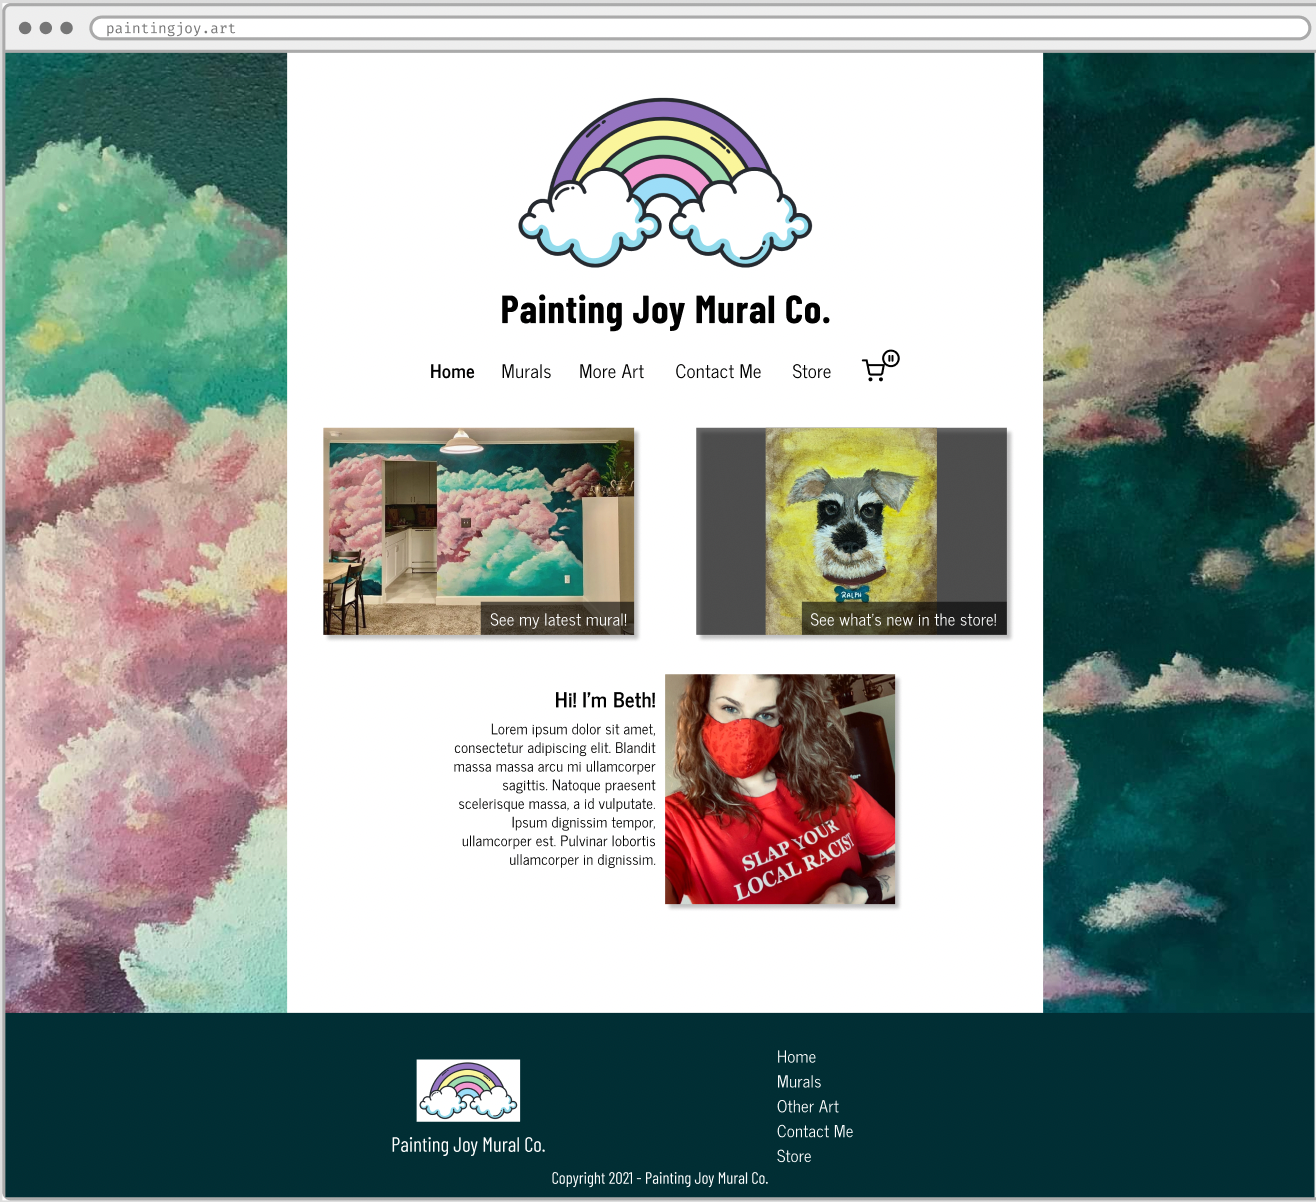 paintingjoy.art
Painting Joy Mural Co.
Home Murals More Art Contact Me Store
See my latest mural!
RALPH
See what's new in the store!
Hi! I'm Beth!
Lorem ipsum dolor sit amet,
consectetur adipiscing elit. Blandit
massa massa arcu mi ullamcorper
sagittis. Natoque praesent
scelerisque massa, a id vulputate.
Ipsum dignissim tempor,
ullamcorper est. Pulvinar lobortis
ullamcorper in dignissim.
SLAP YOUR
LOCAL RACIST
Painting Joy Mural Co.
Home
Murals
Other Art
Contact Me
Store
Copyright 2021 - Painting Joy Mural Co.